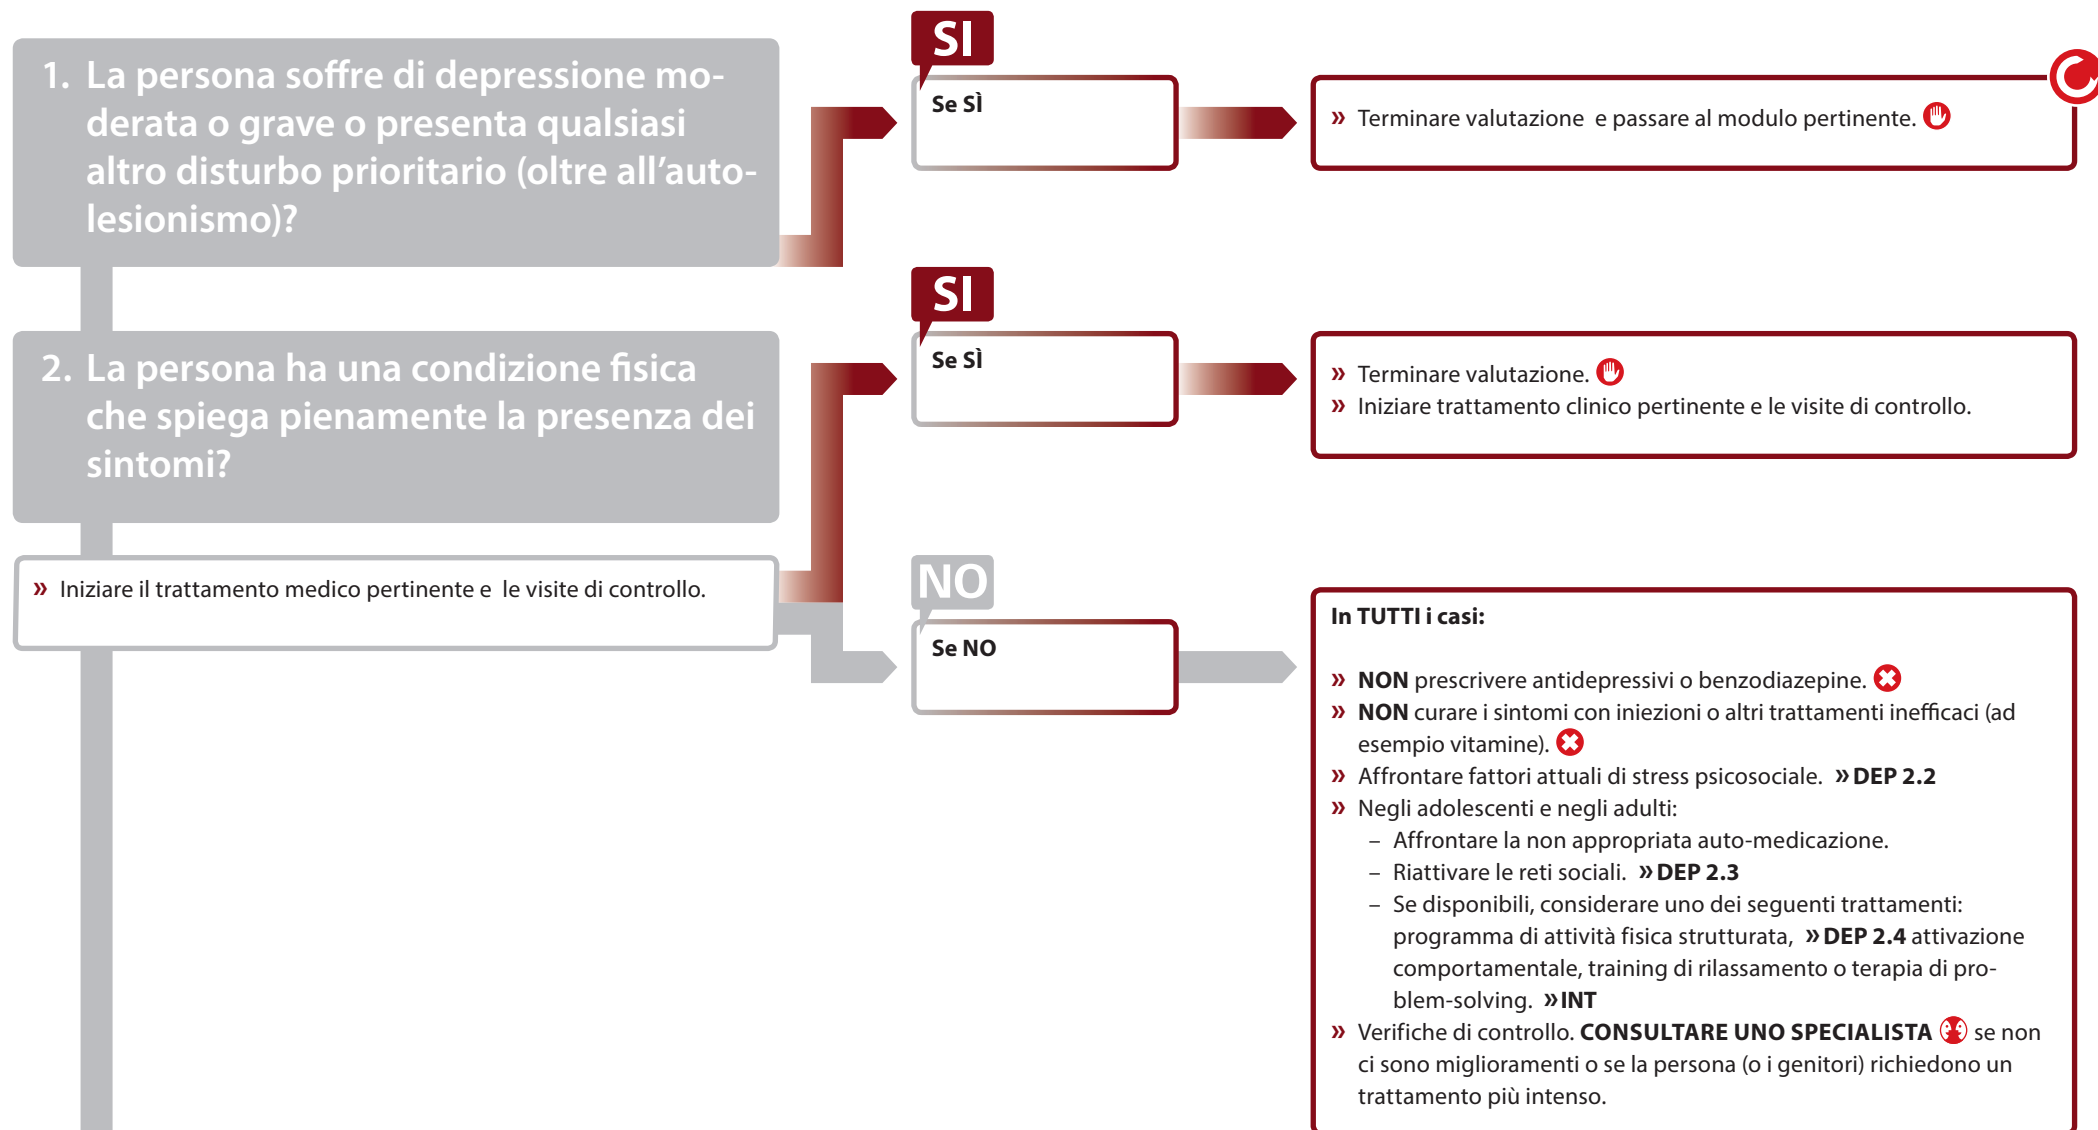 1. La persona soffre di depressione mo-
derata o grave o presenta qualsiasi
altro disturbo prioritario (oltre all'auto-
lesionismo)?
SI
Se SÌ
» Terminare valutazione e passare al modulo pertinente.
2. La persona ha una condizione fisica
che spiega pienamente la presenza dei
sintomi?
SI
Se SÌ
» Terminare valutazione.
» Iniziare trattamento clinico pertinente e le visite di controllo.
» Iniziare il trattamento medico pertinente e le visite di controllo.
NO
Se NO
In TUTTI i casi:
» NON prescrivere antidepressivi o benzodiazepine.
» NON curare i sintomi con iniezioni o altri trattamenti inefficaci (ad
esempio vitamine).
» Affrontare fattori attuali di stress psicosociale. » DEP 2.2
» Negli adolescenti e negli adulti:
– Affrontare la non appropriata auto-medicazione.
– Riattivare le reti sociali. » DEP 2.3
– Se disponibili, considerare uno dei seguenti trattamenti:
programma di attività fisica strutturata, » DEP 2.4 attivazione
comportamentale, training di rilassamento o terapia di pro-
blem-solving. » INT
» Verifiche di controllo. CONSULTARE UNO SPECIALISTA se non
ci sono miglioramenti o se la persona (o i genitori) richiedono un
trattamento più intenso.